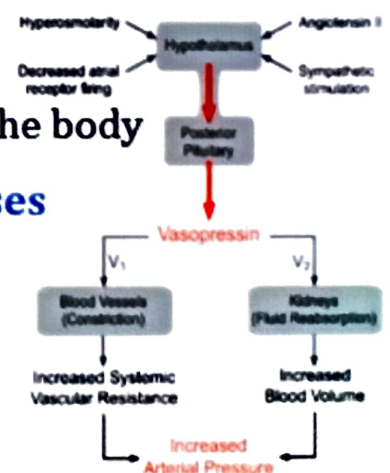 Hyperosmolarity
Angiotensin II
Hypothalamus
Decreased atrial
receptor firing
Sympathetic
stimulation
he body
Posterior
Pituitary
ses
Vasopressin
V₁
V₂
Blood Vessels
(Constriction)
Kidneys
(Fluid Reabsorption)
Increased Systemic
Vascular Resistance
Increased
Blood Volume
Increased
Arterial Pressure